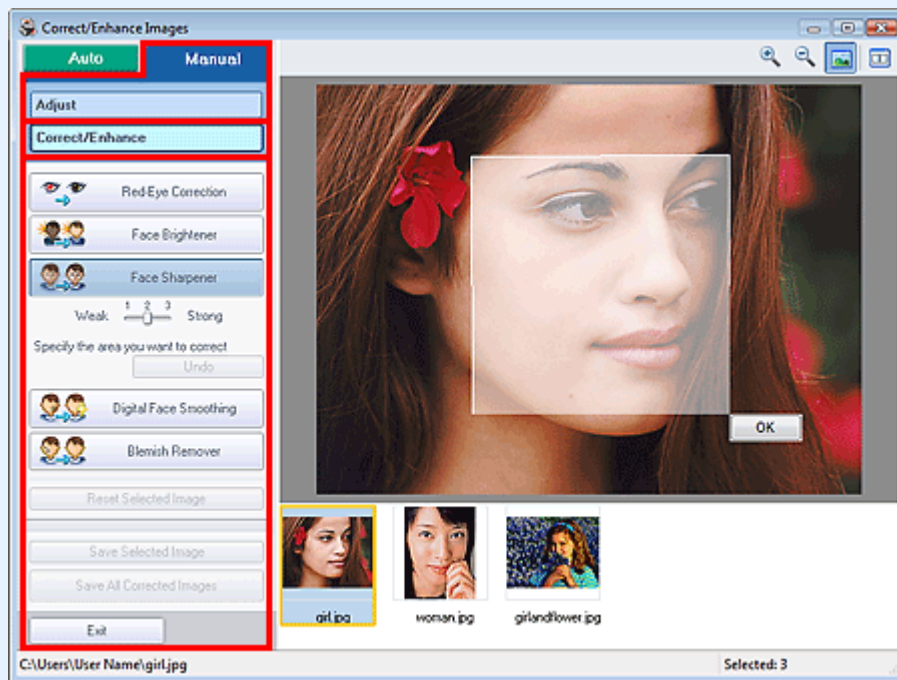 Correct/Enhance Images
Auto Manual
Adjust
Correct/Enhance
Red-Eye Correction
Face Brightener
Face Sharpener
1 2 3
Weak Strong
Specify the area you want to correct
Undo
Digital Face Smoothing
Blemish Remover
Reset Selected Image
Save Selected Image
Save All Corrected Images
Exit
OK
girl.jpg woman.jpg girlandflower.jpg
C:\Users\User Name\girl.jpg Selected: 3